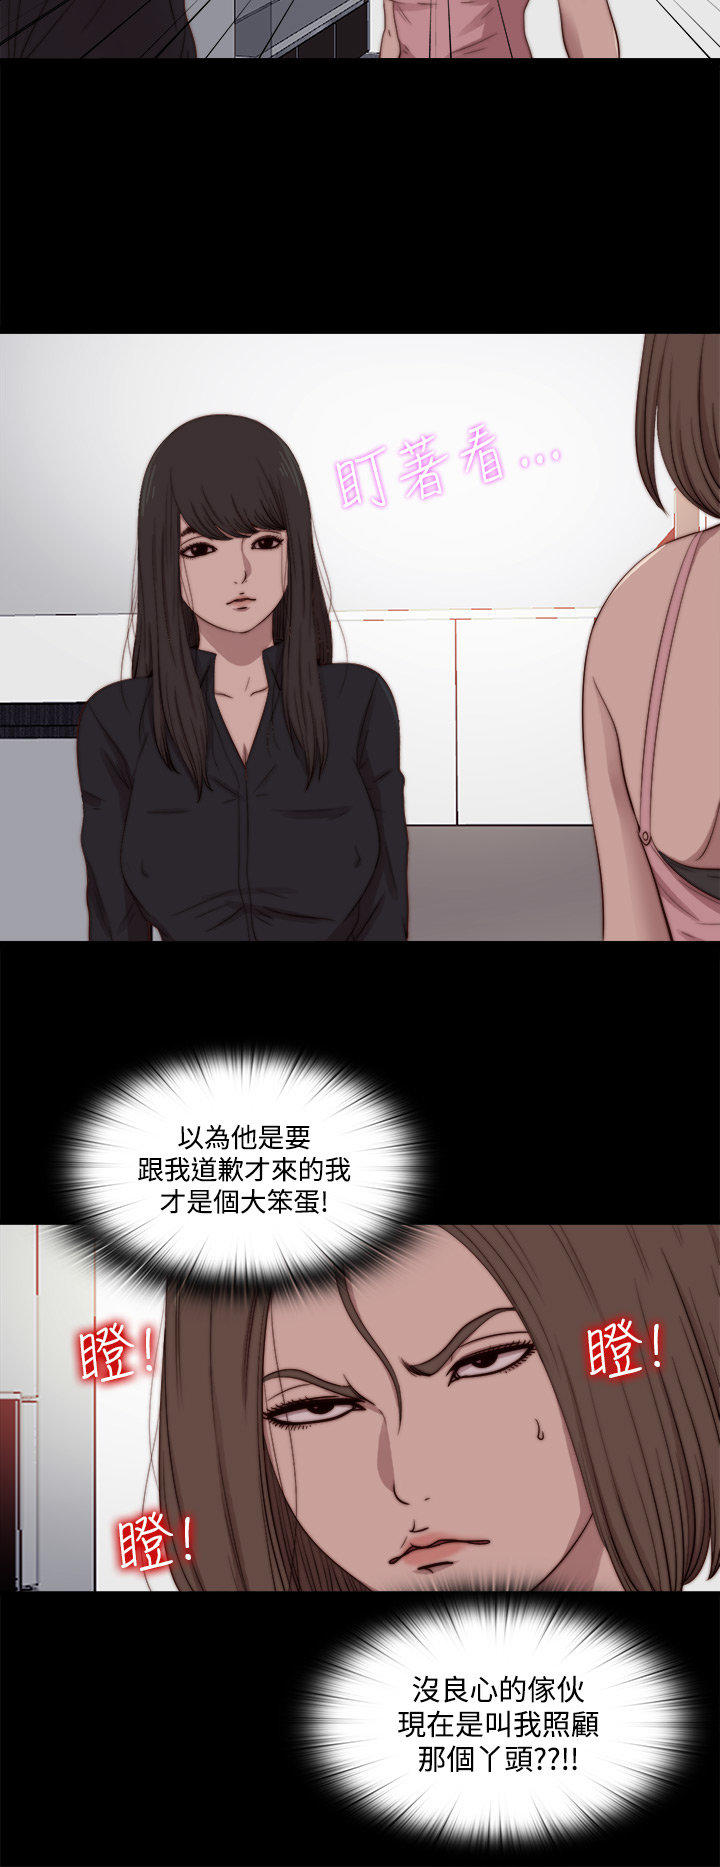 盯著看...
以為他是要
跟我道歉才來的我
才是個大笨蛋!
瞪!
瞪!
瞪!
沒良心的傢伙
現在是叫我照顧
那個丫頭??!!